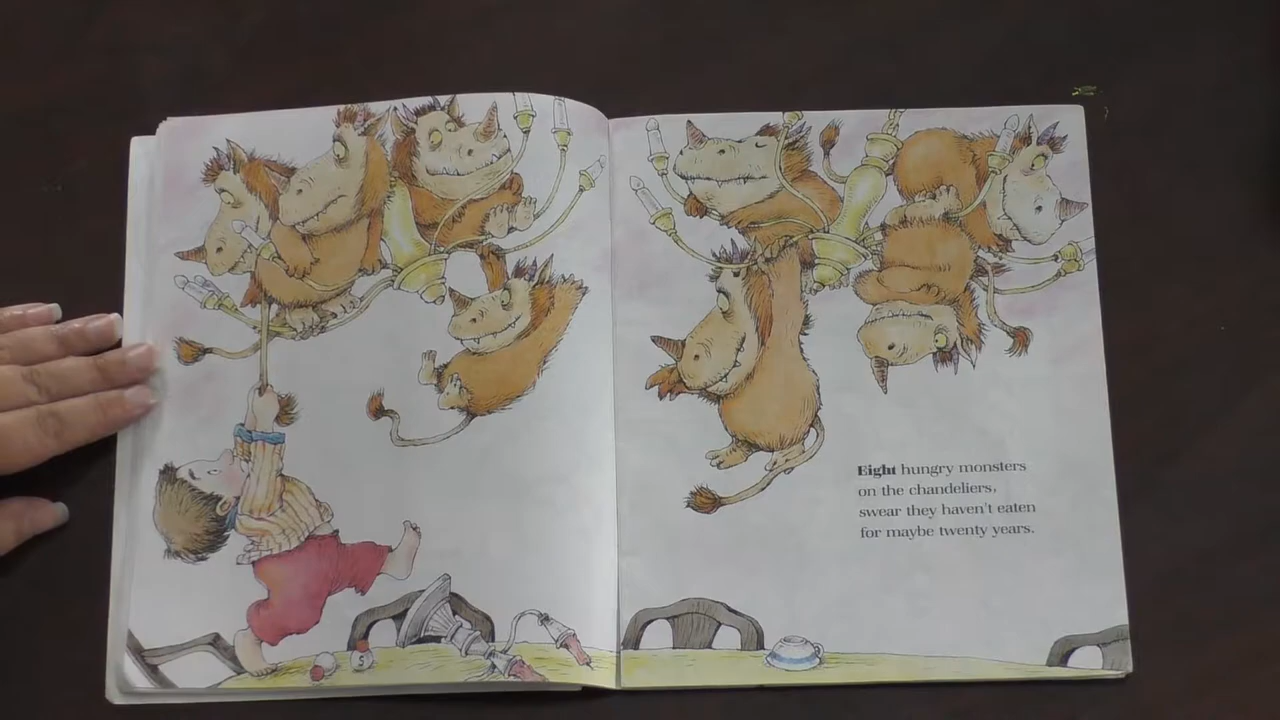 Eight hungry monsters
on the chandeliers,
swear they haven't eaten
for maybe twenty years.